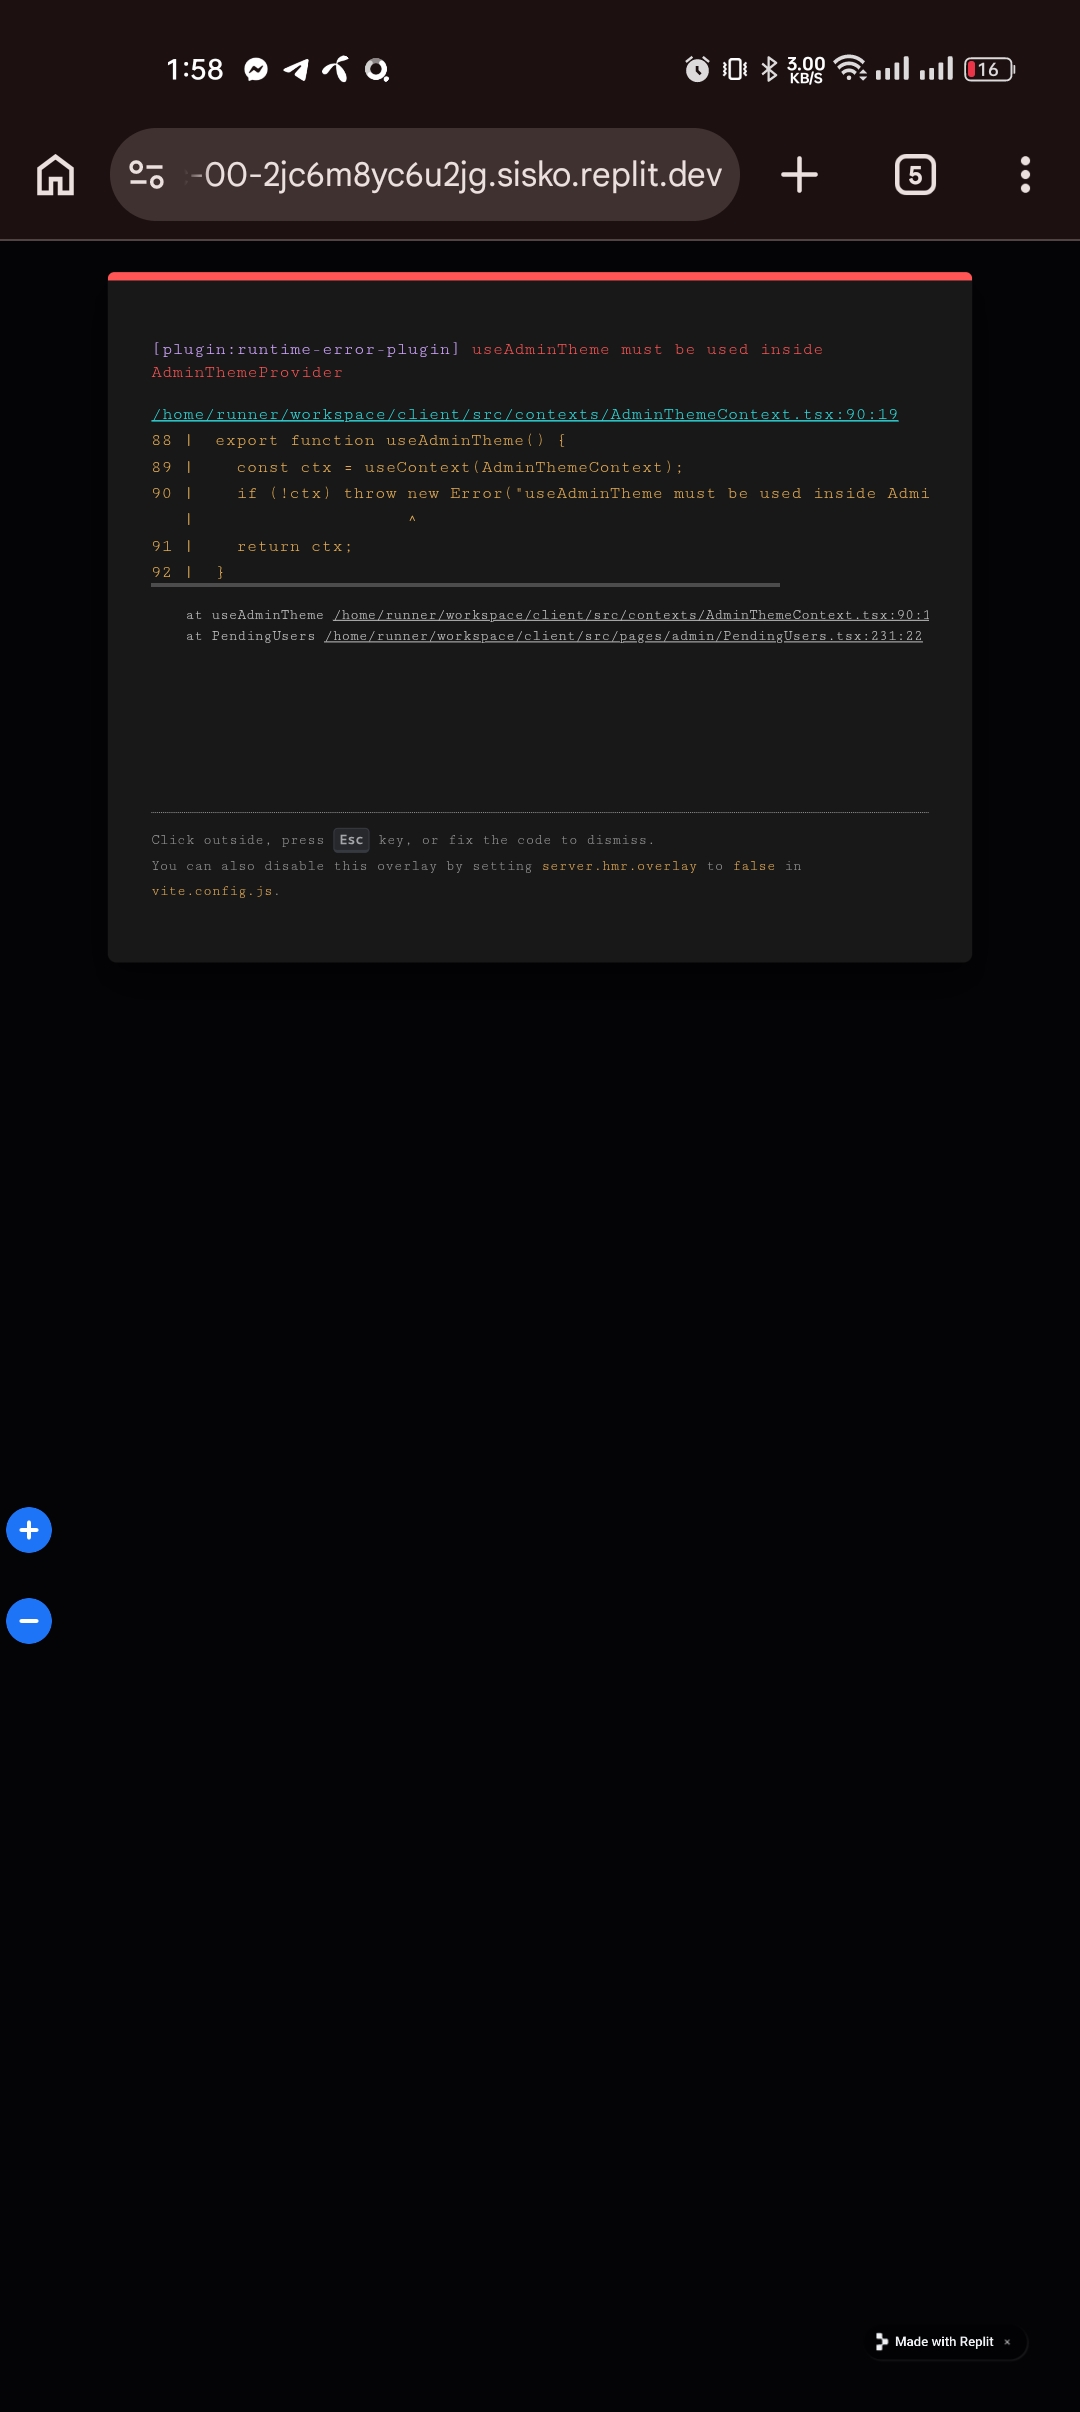 1:58
3.00
KB/S
16
-00-2jc6m8yc6u2jg.sisko.replit.dev
5
[plugin:runtime-error-plugin] useAdminTheme must be used inside
AdminThemeProvider
/home/runner/workspace/client/src/contexts/AdminThemeContext.tsx:90:19
88 |  export function useAdminTheme() {
89 |    const ctx = useContext(AdminThemeContext);
90 |    if (!ctx) throw new Error("useAdminTheme must be used inside Admi
   |                    ^
91 |    return ctx;
92 |  }
at useAdminTheme /home/runner/workspace/client/src/contexts/AdminThemeContext.tsx:90:1
at PendingUsers /home/runner/workspace/client/src/pages/admin/PendingUsers.tsx:231:22
Click outside, press Esc key, or fix the code to dismiss.
You can also disable this overlay by setting server.hmr.overlay to false in
vite.config.js.
Made with Replit ×